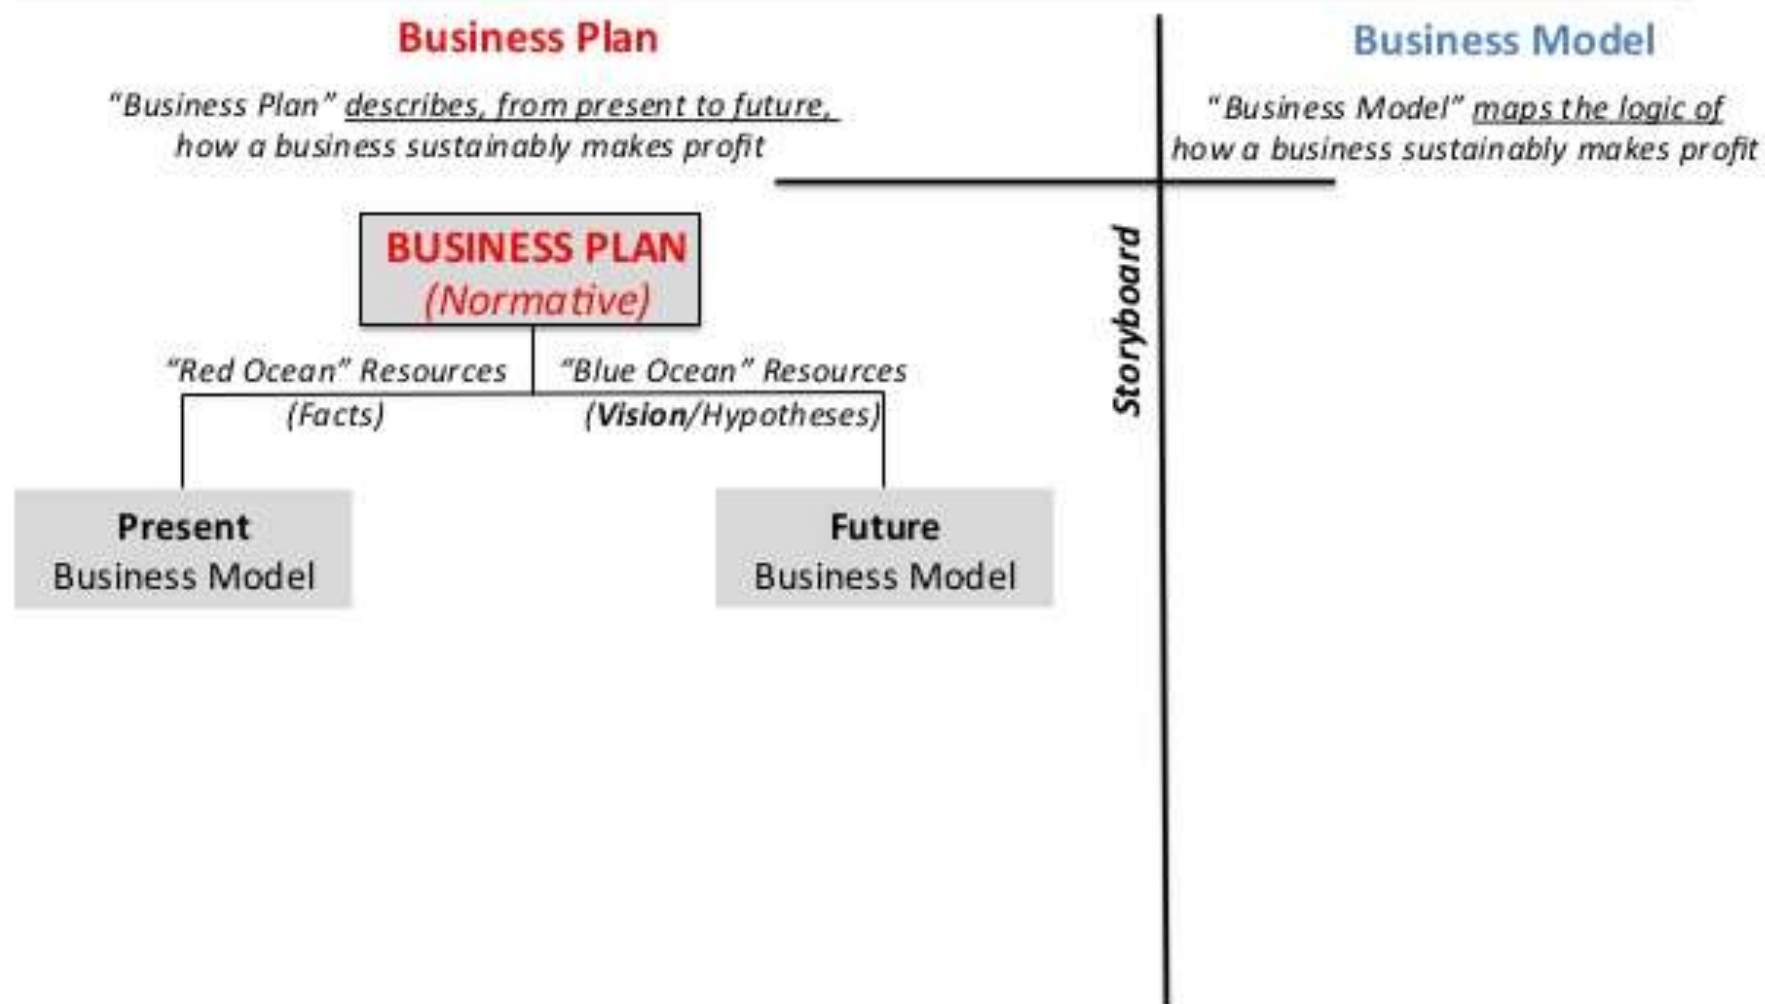 Business Plan
“Business Plan” describes, from present to future,
how a business sustainably makes profit
Business Model
“Business Model” maps the logic of
how a business sustainably makes profit
BUSINESS PLAN
(Normative)
“Red Ocean” Resources
(Facts)
“Blue Ocean” Resources
(Vision/Hypotheses)
Present
Business Model
Future
Business Model
Storyboard